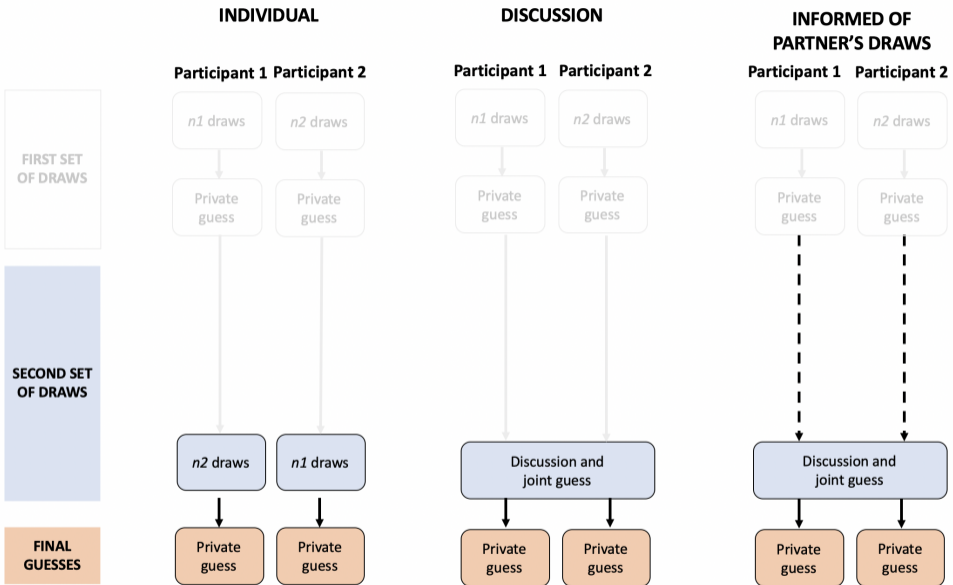 INDIVIDUAL
DISCUSSION
INFORMED OF
PARTNER'S DRAWS
Participant 1 Participant 2
Participant 1 Participant 2
Participant 1 Participant 2
FIRST SET
OF DRAWS
n1 draws
n2 draws
n1 draws
n2 draws
n1 draws
n2 draws
Private
guess
Private
guess
Private
guess
Private
guess
Private
guess
Private
guess
SECOND SET
OF DRAWS
n2 draws
n1 draws
Discussion and
joint guess
Discussion and
joint guess
FINAL
GUESSES
Private
guess
Private
guess
Private
guess
Private
guess
Private
guess
Private
guess